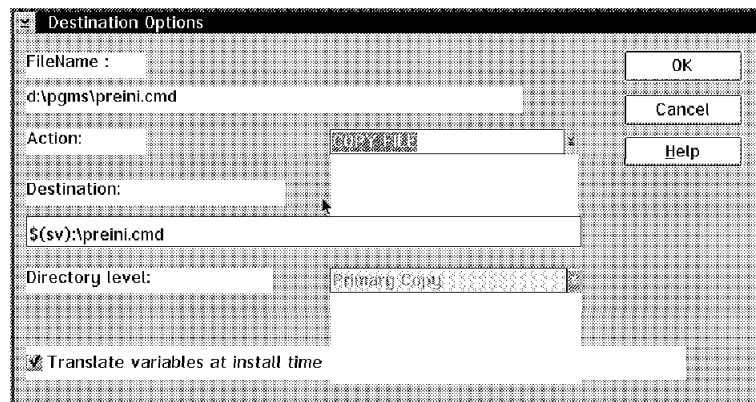 Destination Options
FileName :
OK
d:\pgms\preini.cmd
Cancel
Action:
COPY FILE
Help
Destination:
$(sv):\preini.cmd
Directory level:
Primary Copy
Translate variables at install time